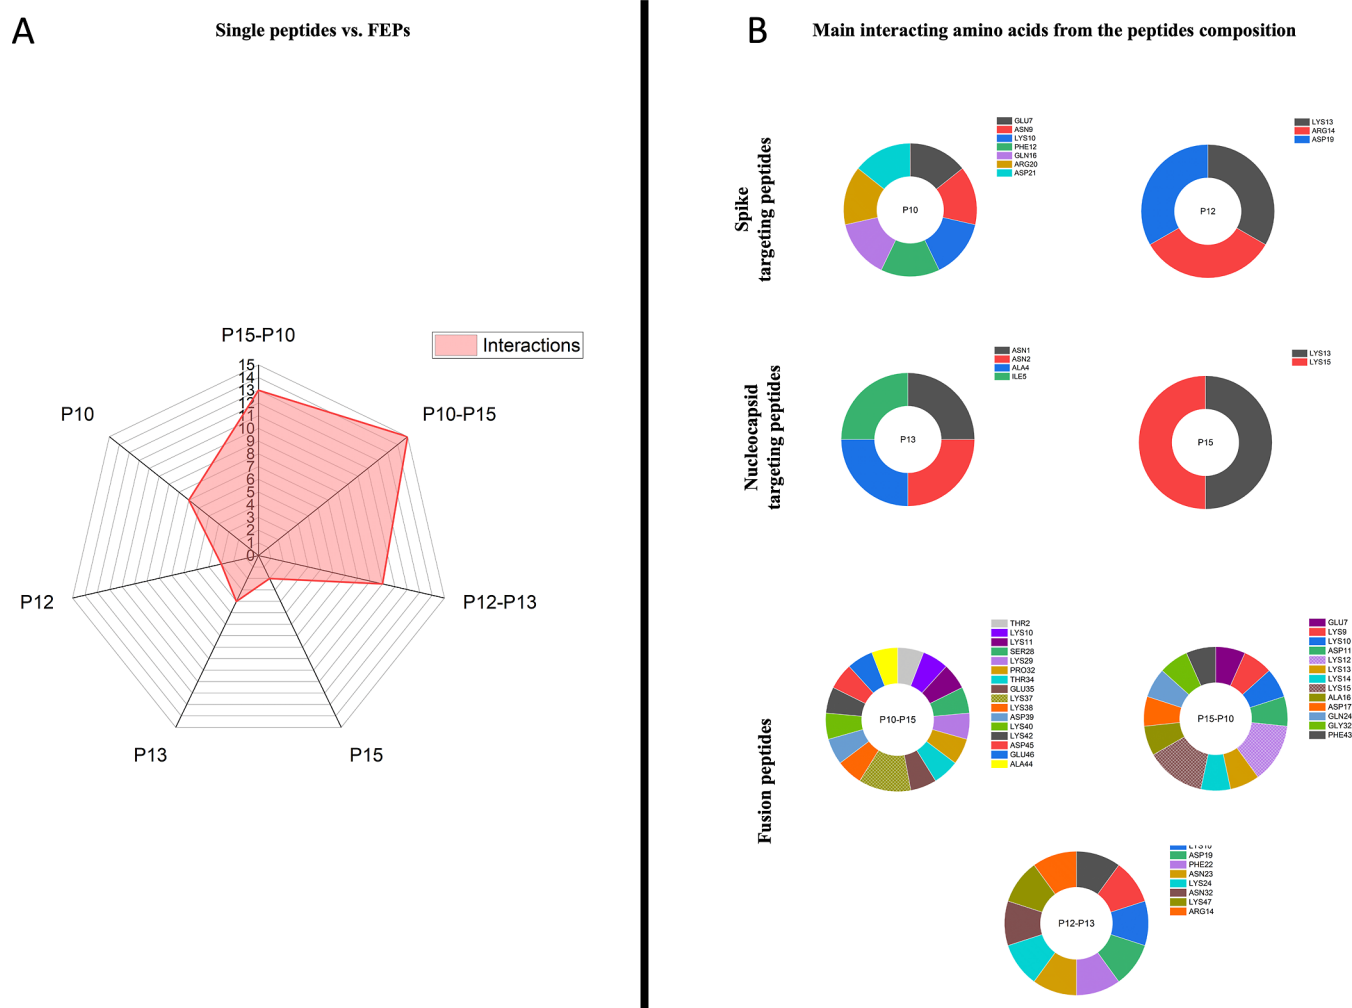 A
Single peptides vs. FEPs
P15-P10
Interactions
15
14
13
12
11
10
9
8
7
6
5
4
3
2
1
0
P10
P10-P15
P12
P12-P13
P13
P15
B
Main interacting amino acids from the peptides composition
Spike
targeting peptides
P10
GLU7
ASN9
LYS10
PHE12
GLN16
ARG20
ASP21
P12
LYS13
ARG14
ASP19
Nucleocapsid
targeting peptides
P13
ASN1
ASN2
ALA4
ILE5
P15
LYS13
LYS15
Fusion peptides
P10-P15
THR2
LYS10
LYS11
SER28
LYS29
PRO32
THR34
GLU35
LYS37
LYS38
ASP39
LYS40
LYS42
ASP45
GLU46
ALA44
P15-P10
GLU7
LYS9
LYS10
ASP11
LYS12
LYS13
LYS14
LYS15
ALA16
ASP17
GLN24
GLY32
PHE43
P12-P13
ASP19
PHE22
ASN23
LYS24
ASN32
LYS47
ARG14